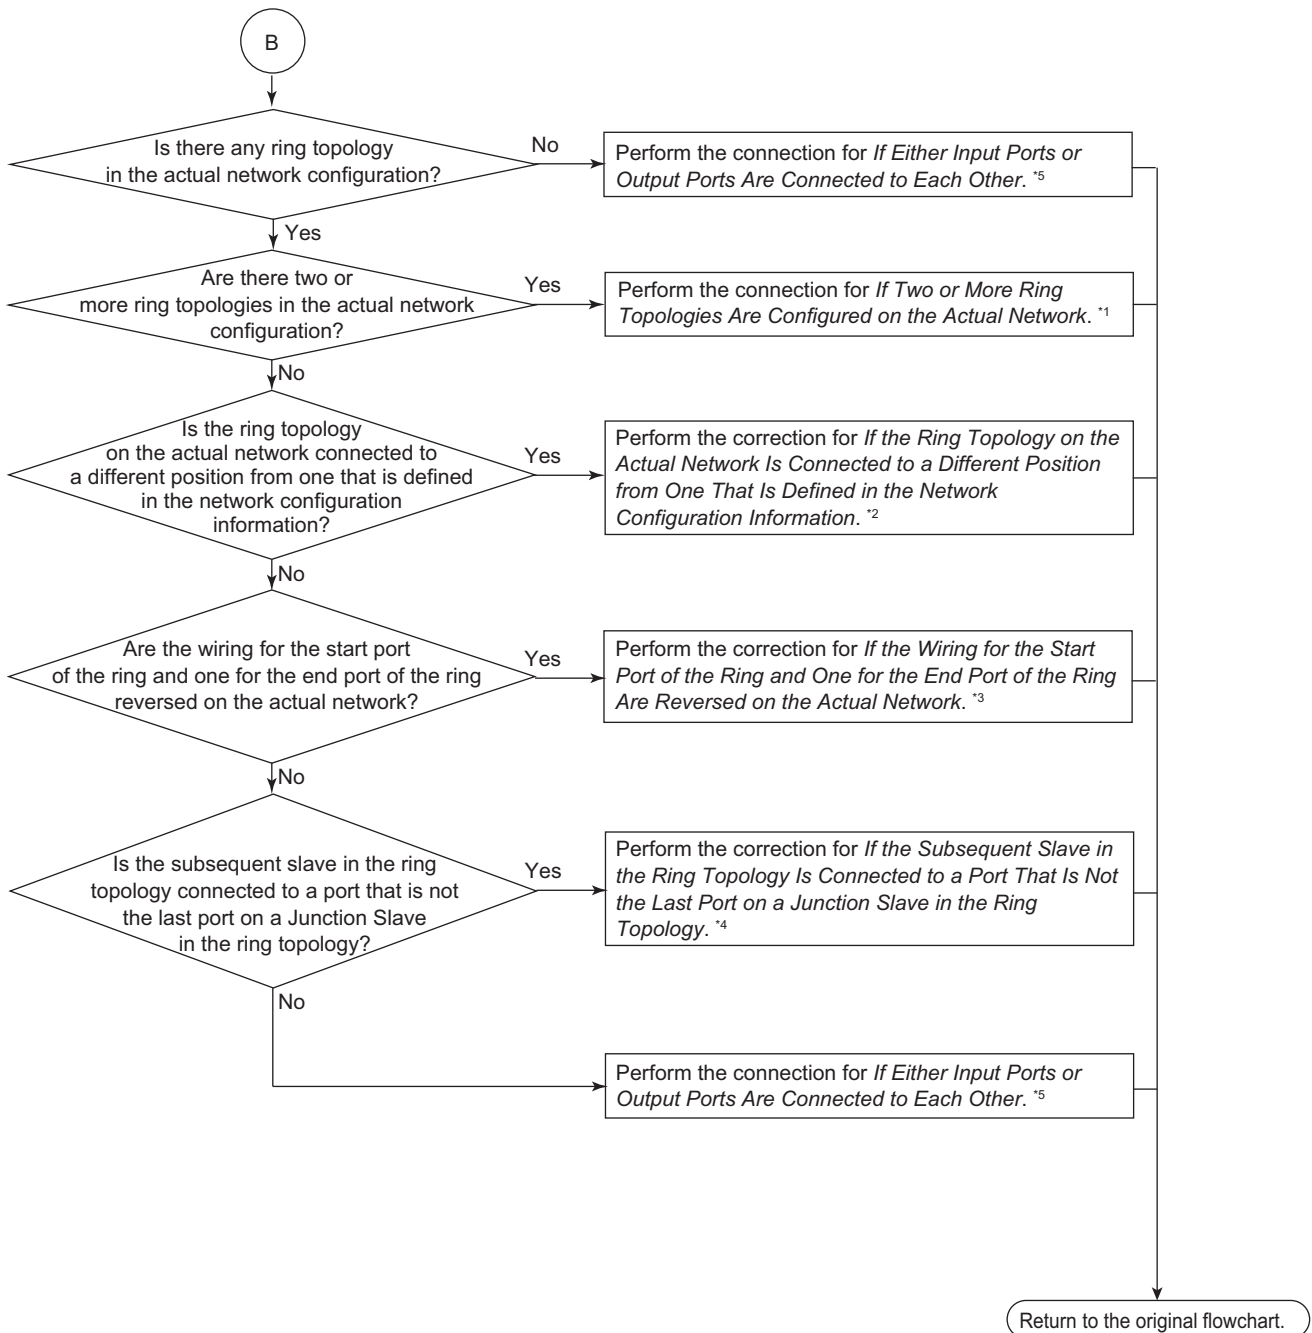 B
Is there any ring topology
in the actual network configuration?
No
Perform the connection for If Either Input Ports or
Output Ports Are Connected to Each Other. *5
Yes
Are there two or
more ring topologies in the actual network
configuration?
Yes
Perform the connection for If Two or More Ring
Topologies Are Configured on the Actual Network. *1
No
Is the ring topology
on the actual network connected to
a different position from one that is defined
in the network configuration
information?
Yes
Perform the correction for If the Ring Topology on the
Actual Network Is Connected to a Different Position
from One That Is Defined in the Network
Configuration Information. *2
No
Are the wiring for the start port
of the ring and one for the end port of the ring
reversed on the actual network?
Yes
Perform the correction for If the Wiring for the Start
Port of the Ring and One for the End Port of the Ring
Are Reversed on the Actual Network. *3
No
Is the subsequent slave in the ring
topology connected to a port that is not
the last port on a Junction Slave
in the ring topology?
Yes
Perform the correction for If the Subsequent Slave in
the Ring Topology Is Connected to a Port That Is Not
the Last Port on a Junction Slave in the Ring
Topology. *4
No
Perform the connection for If Either Input Ports or
Output Ports Are Connected to Each Other. *5
Return to the original flowchart.